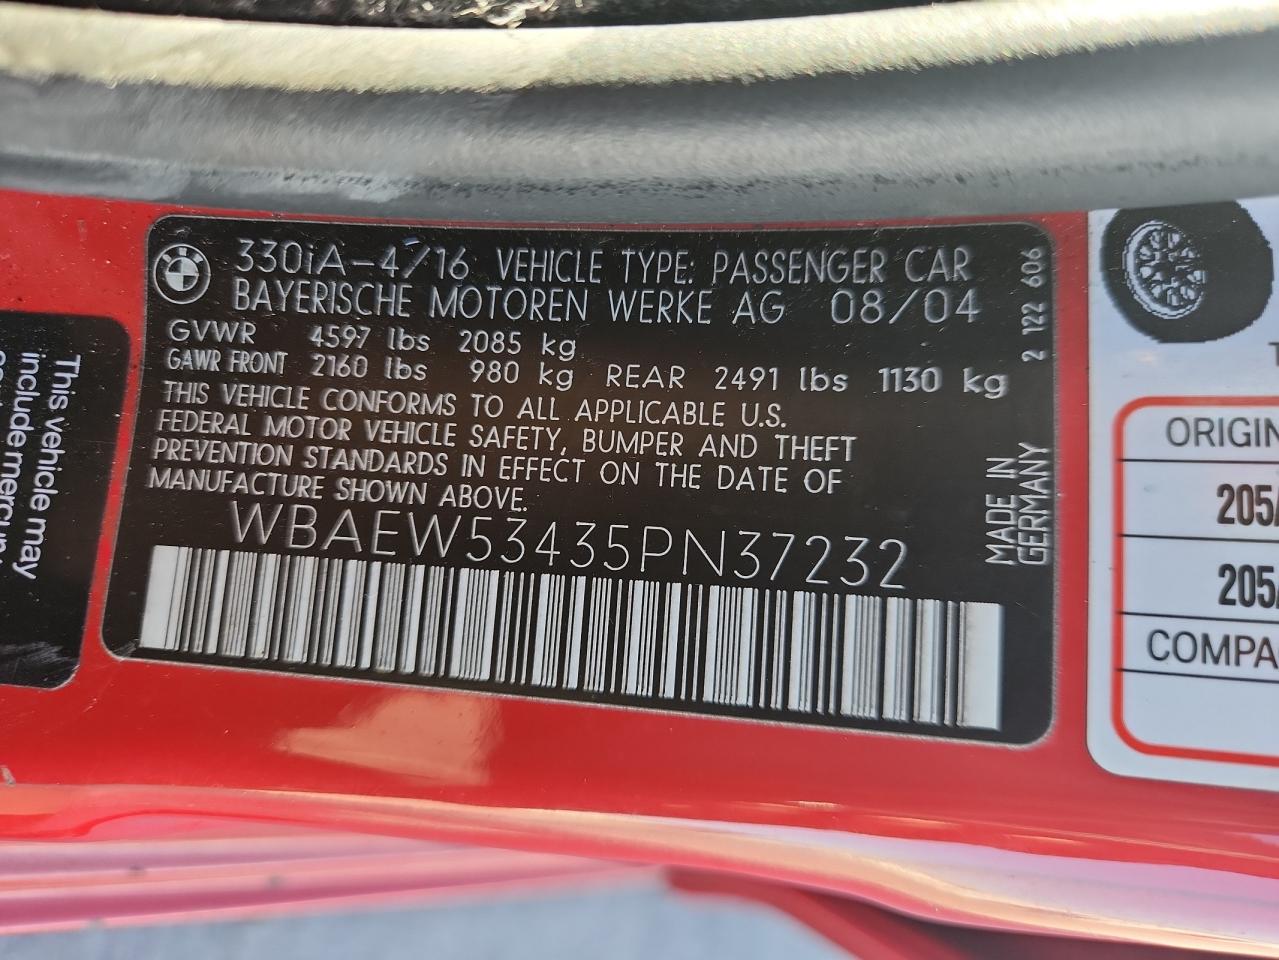 330iA-4/16 VEHICLE TYPE: PASSENGER CAR
BAYERISCHE MOTOREN WERKE AG 08/04
GVWR 4597 lbs 2085 kg
GAWR FRONT 2160 lbs 980 kg REAR 2491 lbs 1130 kg
THIS VEHICLE CONFORMS TO ALL APPLICABLE U.S.
FEDERAL MOTOR VEHICLE SAFETY, BUMPER AND THEFT
PREVENTION STANDARDS IN EFFECT ON THE DATE OF
MANUFACTURE SHOWN ABOVE.
WBAEW53435PN37232
2 122 606
MADE IN
GERMANY
This vehicle may
include mercury
ORIGIN
205/
205/
COMPA